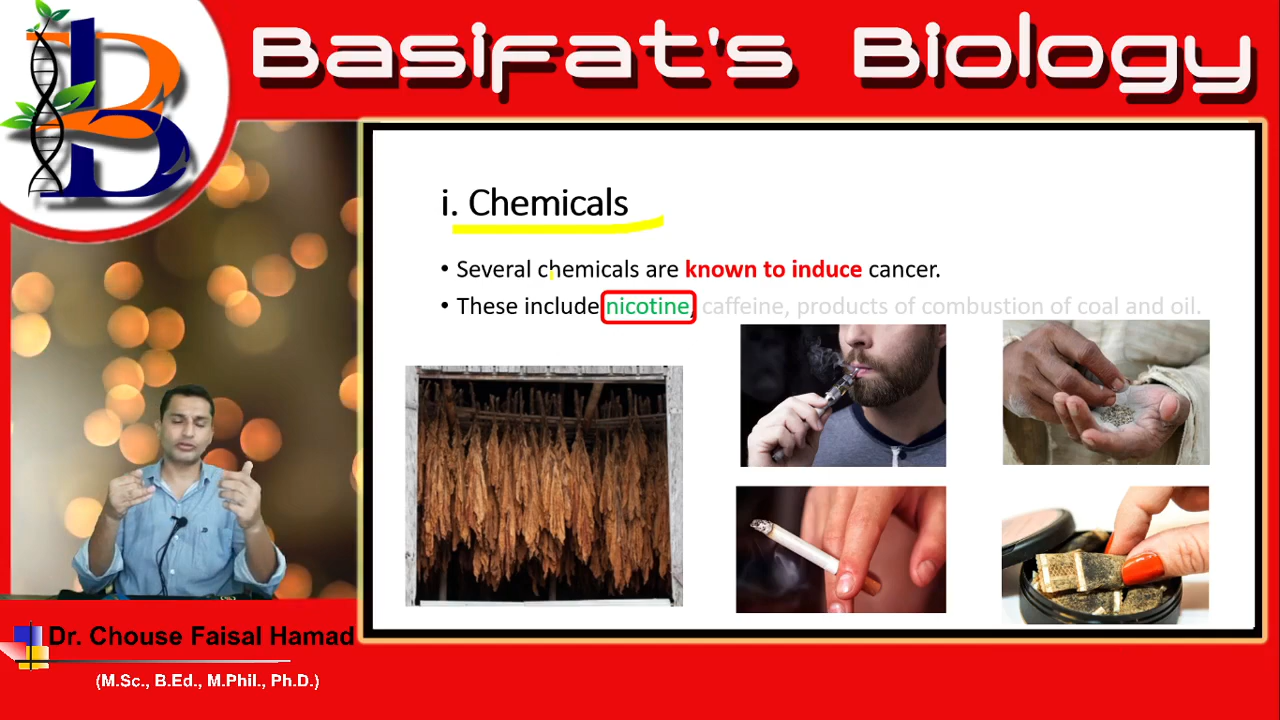 Basifat's Biology
i. Chemicals
• Several chemicals are known to induce cancer.
• These include nicotine, caffeine, products of combustion of coal and oil.
Dr. Chouse Faisal Hamad
(M.Sc., B.Ed., M.Phil., Ph.D.)